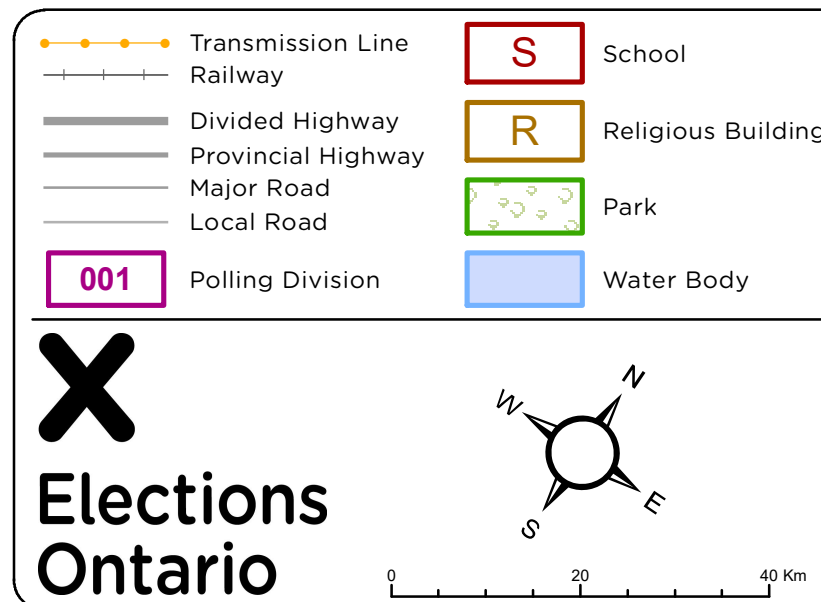 Transmission Line
Railway
Divided Highway
Provincial Highway
Major Road
Local Road
001 Polling Division
S School
R Religious Building
Park
Water Body
Elections
Ontario
N
W
E
S
0 20 40 Km